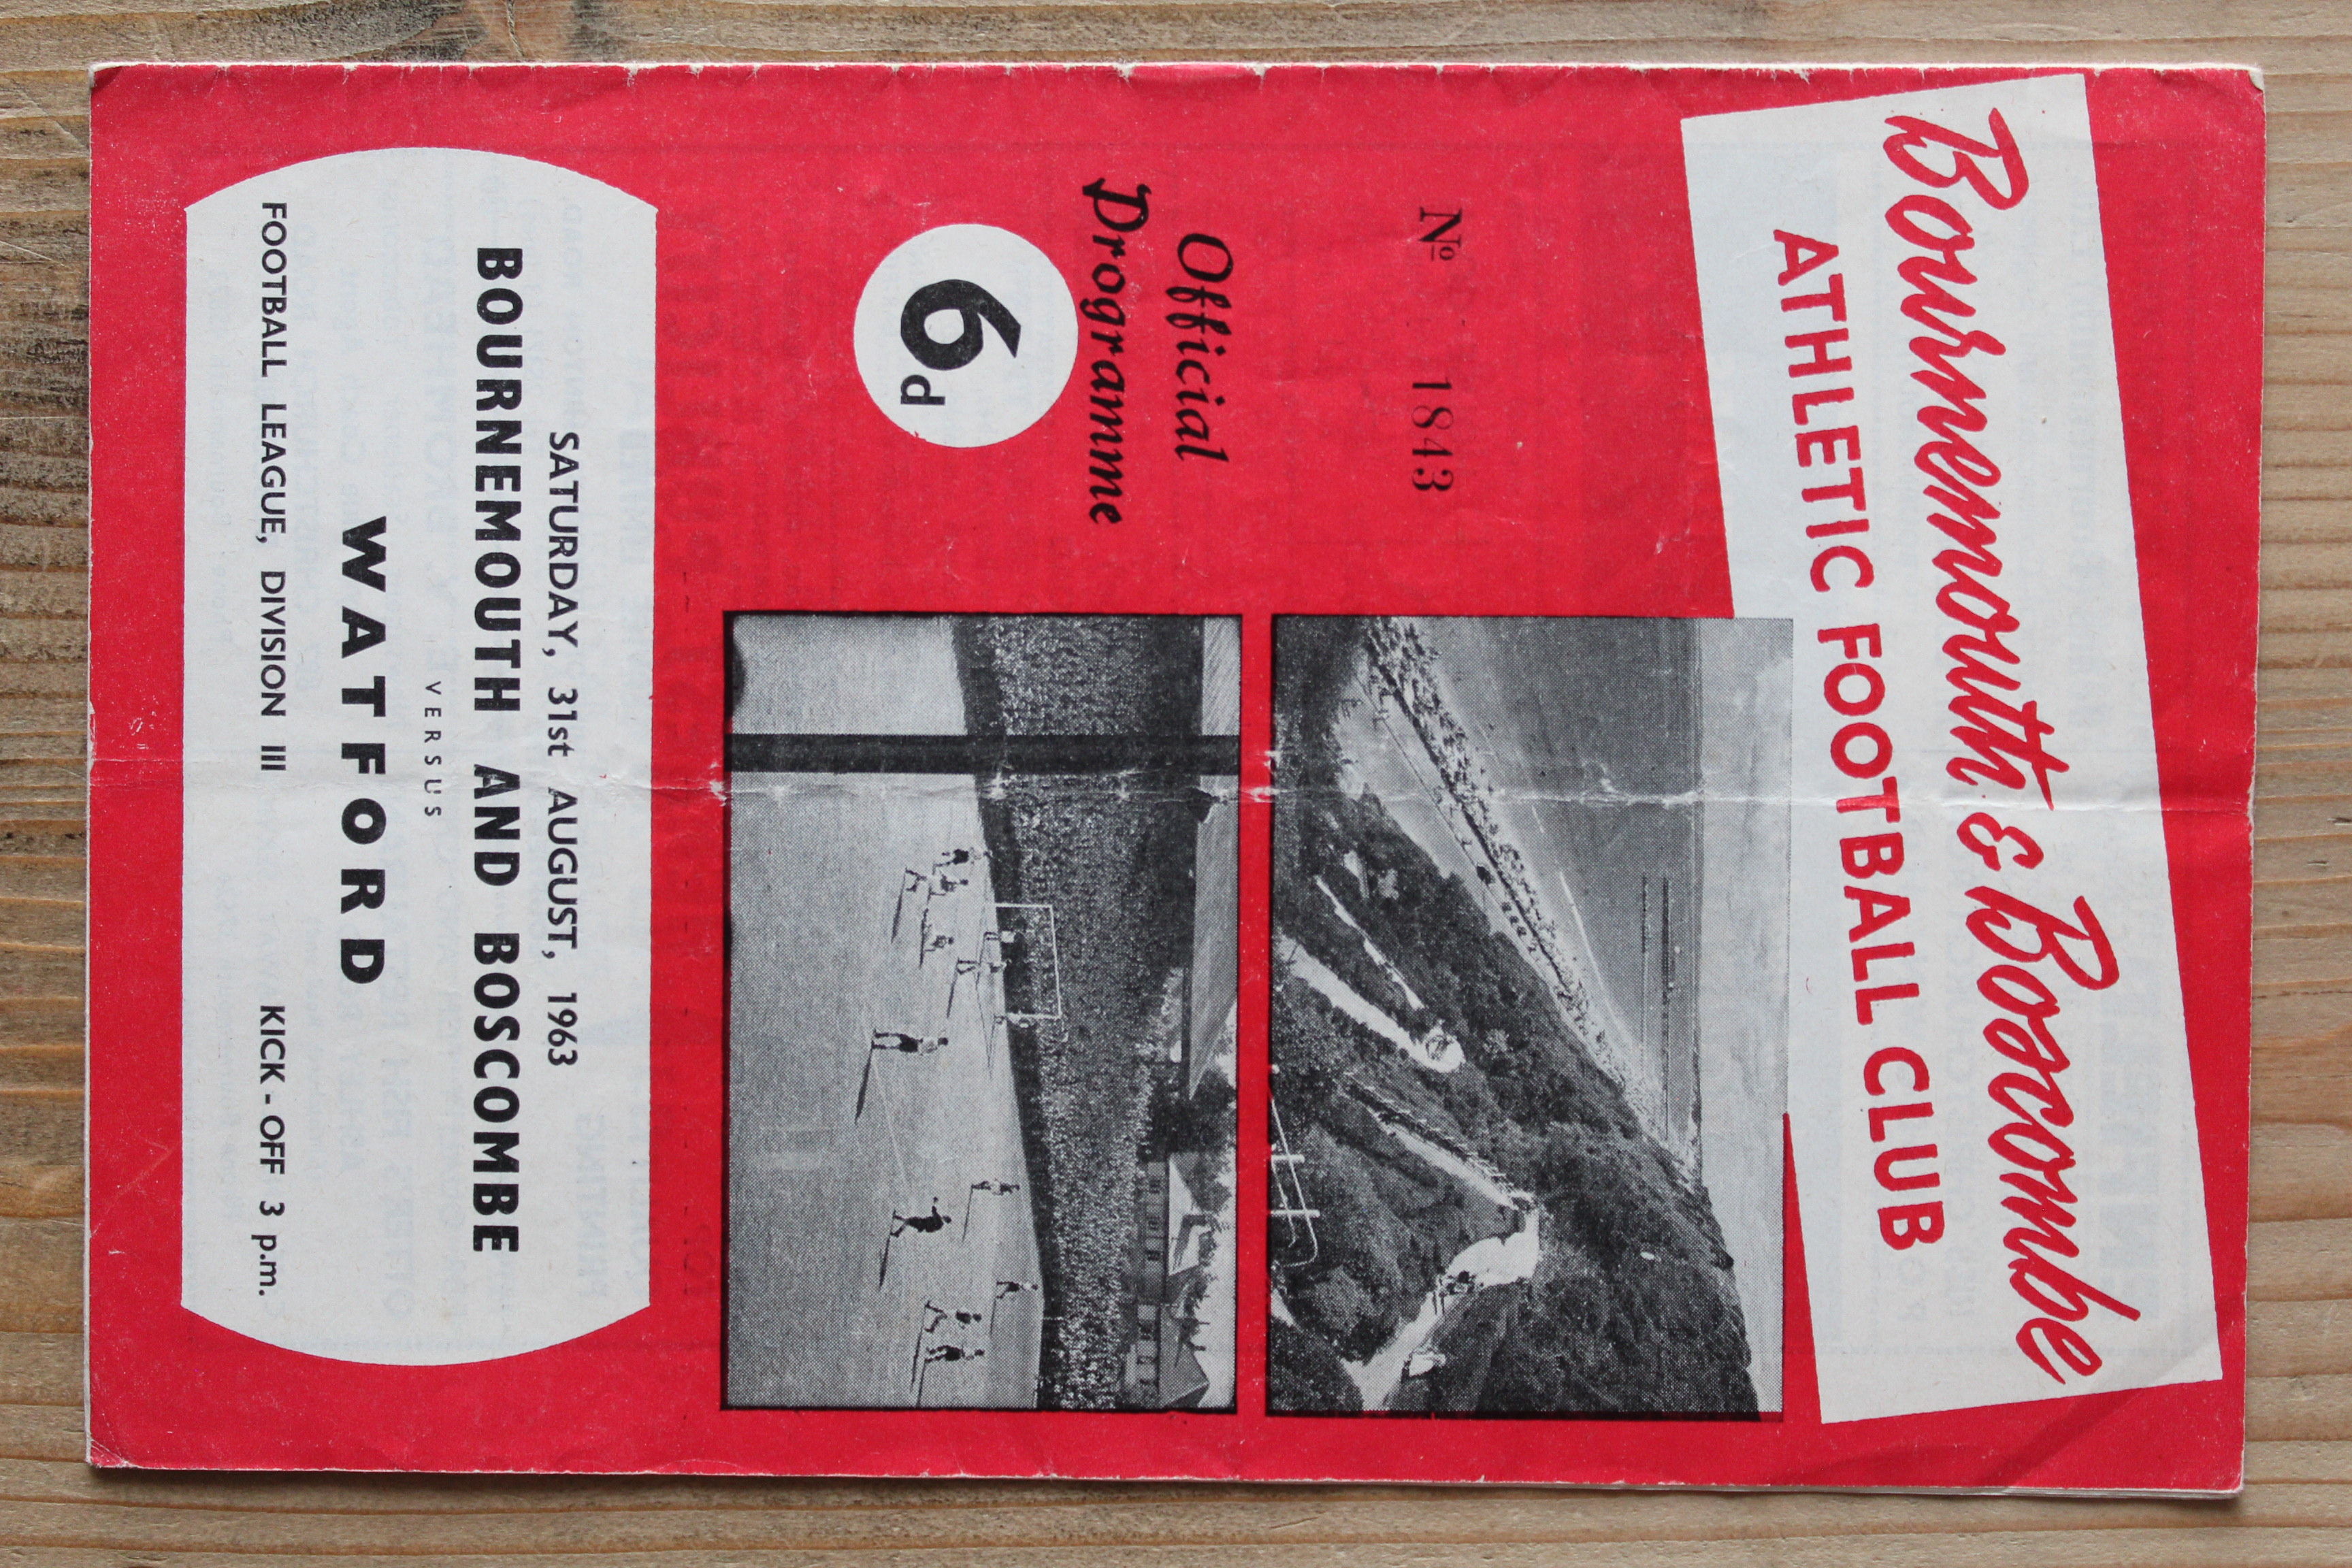 Bournemouth & Boscombe
ATHLETIC FOOTBALL CLUB
Nº 1843
Official
Programme
6d
SATURDAY, 31st AUGUST, 1963
BOURNEMOUTH AND BOSCOMBE
VERSUS
WATFORD
FOOTBALL LEAGUE, DIVISION III KICK-OFF 3 p.m.